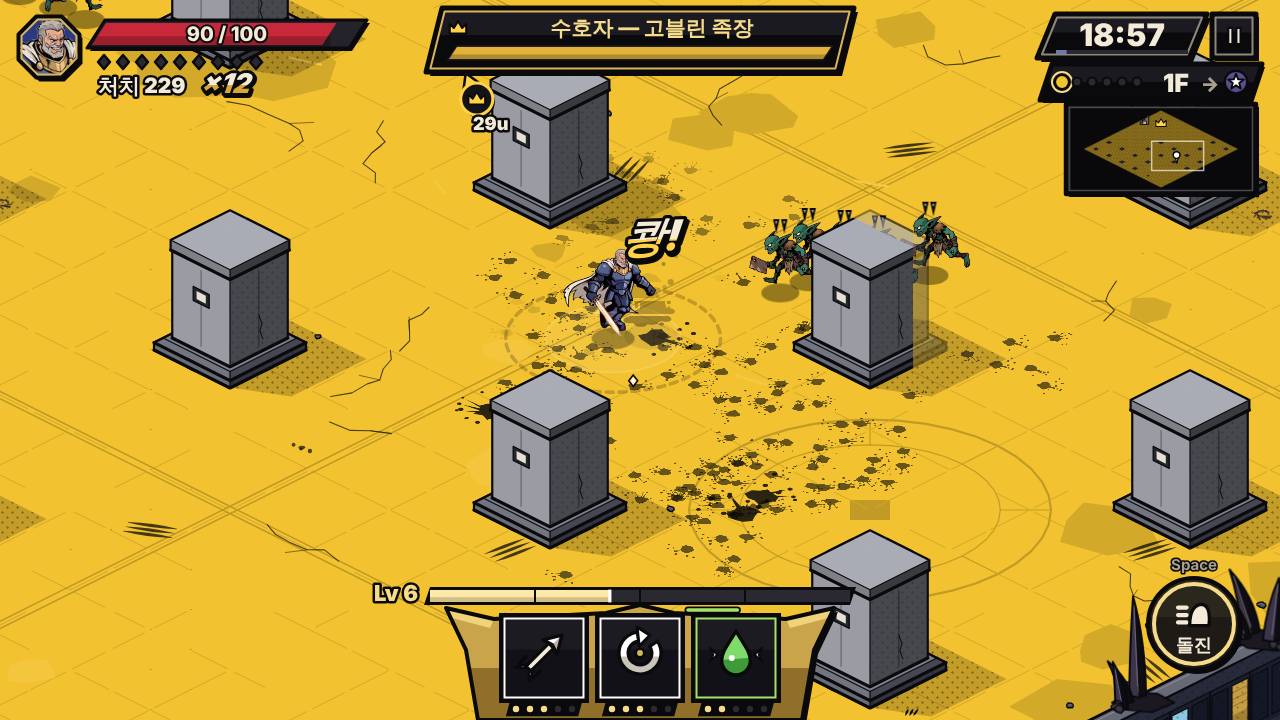 90 / 100
처치 229 ×12
수호자 — 고블린 족장
18:57
1F
29u
쾅!
Lv 6
Space
돌진